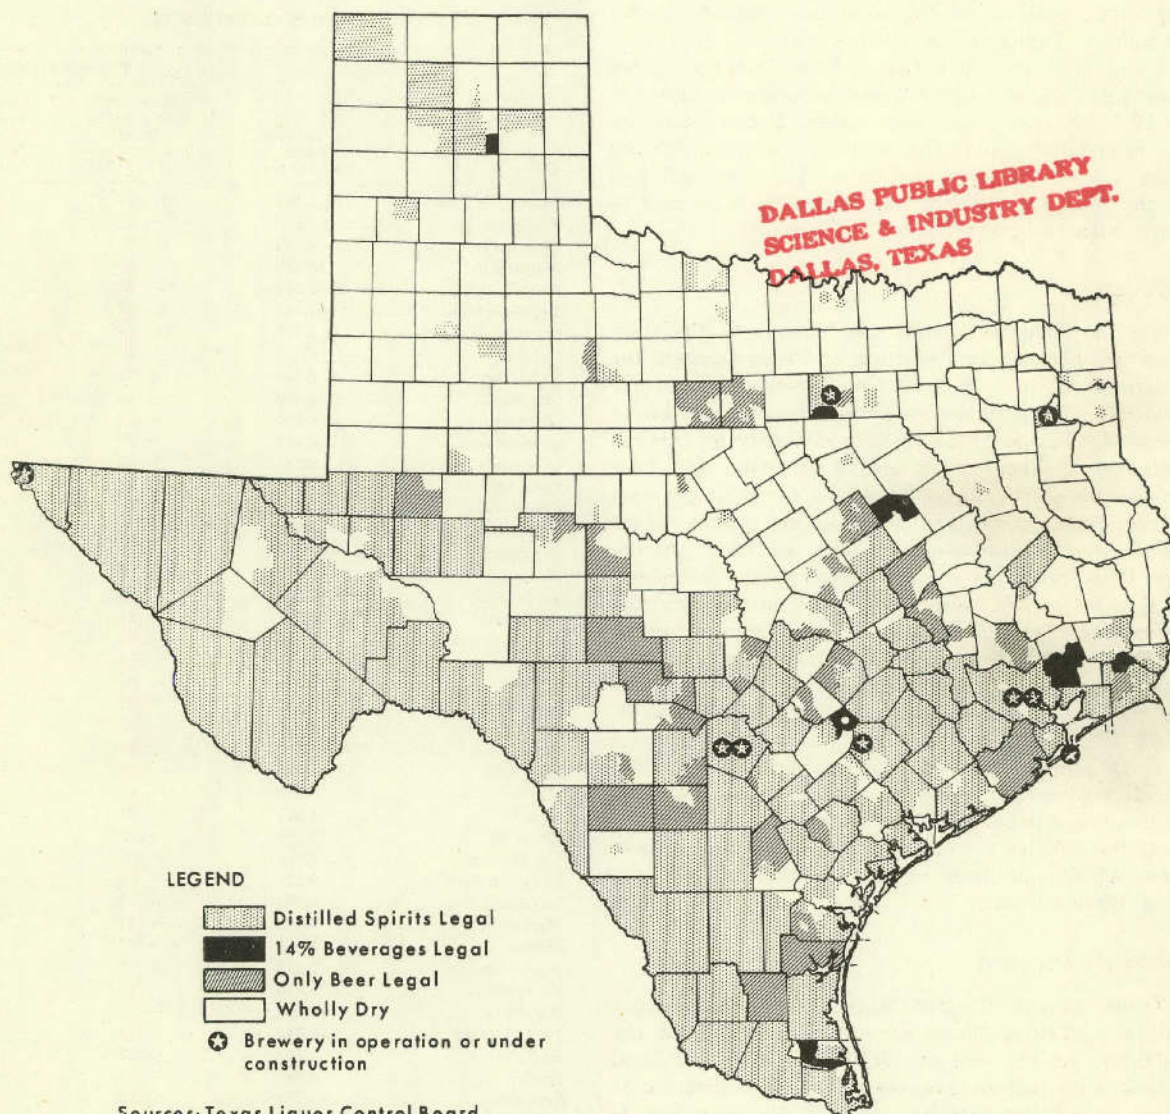 DALLAS PUBLIC LIBRARY
SCIENCE & INDUSTRY DEPT.
DALLAS, TEXAS
LEGEND
Distilled Spirits Legal
14% Beverages Legal
Only Beer Legal
Wholly Dry
Brewery in operation or under
construction
Sources: Texas Liquor Control Board